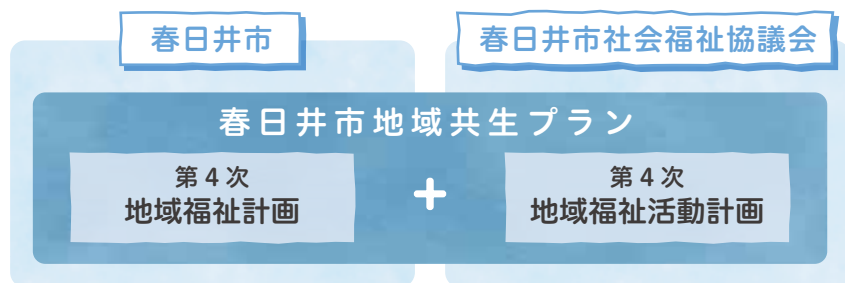 春日井市
春日井市社会福祉協議会
春日井市地域共生プラン
第4次
地域福祉計画
+
第4次
地域福祉活動計画